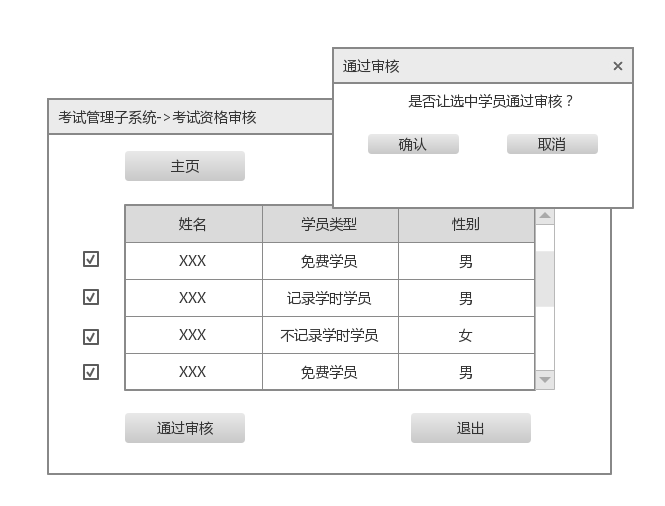 通过审核 ×
是否让选中学员通过审核？
确认 取消
考试管理子系统->考试资格审核
主页
姓名 学员类型 性别
XXX 免费学员 男
XXX 记录学时学员 男
XXX 不记录学时学员 女
XXX 免费学员 男
通过审核 退出